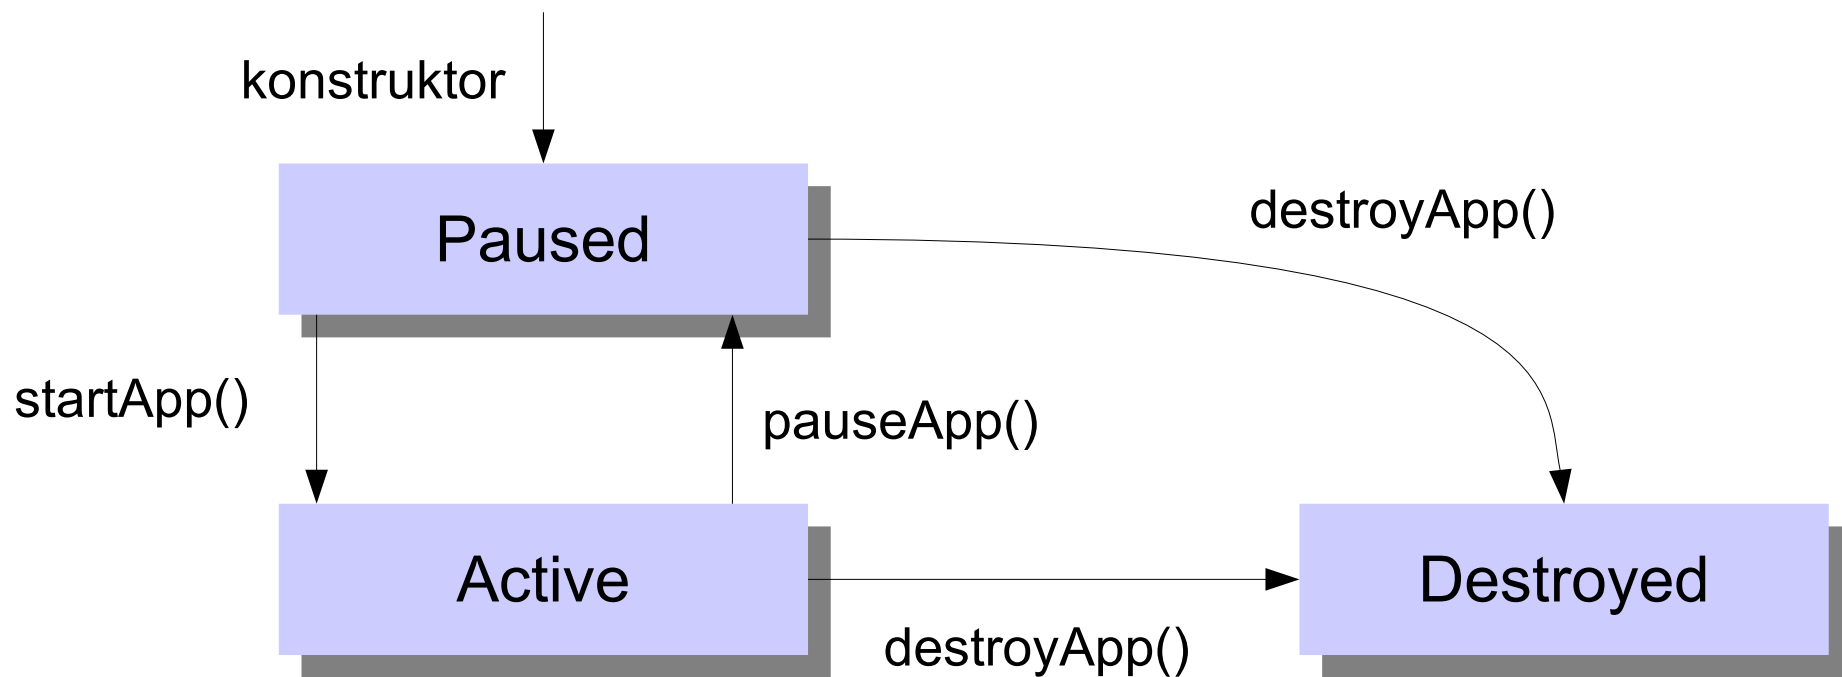 konstruktor
Paused
destroyApp()
startApp()
pauseApp()
Active
Destroyed
destroyApp()